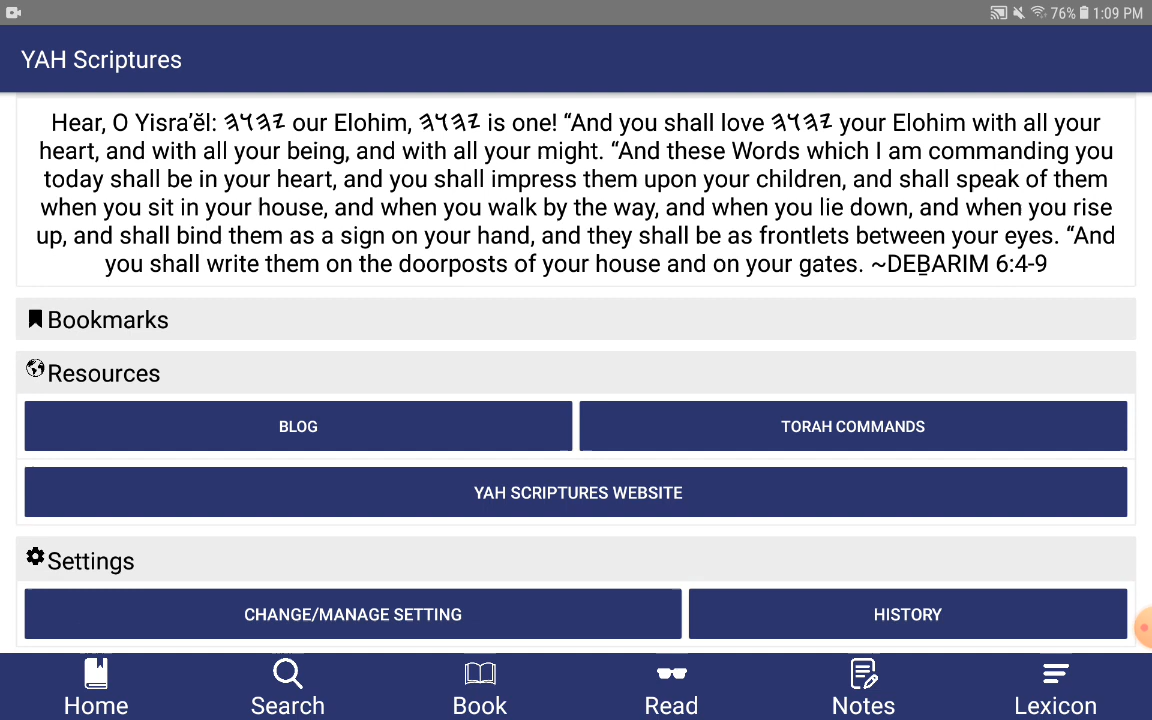 76% 1:09 PM
YAH Scriptures
Hear, O Yisra’ĕl: 𐤉𐤄𐤅𐤄 our Elohim, 𐤉𐤄𐤅𐤄 is one! “And you shall love 𐤉𐤄𐤅𐤄 your Elohim with all your
heart, and with all your being, and with all your might. “And these Words which I am commanding you
today shall be in your heart, and you shall impress them upon your children, and shall speak of them
when you sit in your house, and when you walk by the way, and when you lie down, and when you rise
up, and shall bind them as a sign on your hand, and they shall be as frontlets between your eyes. “And
you shall write them on the doorposts of your house and on your gates. ~DEḆARIM 6:4-9
Bookmarks
Resources
BLOG TORAH COMMANDS
YAH SCRIPTURES WEBSITE
Settings
CHANGE/MANAGE SETTING HISTORY
Home Search Book Read Notes Lexicon